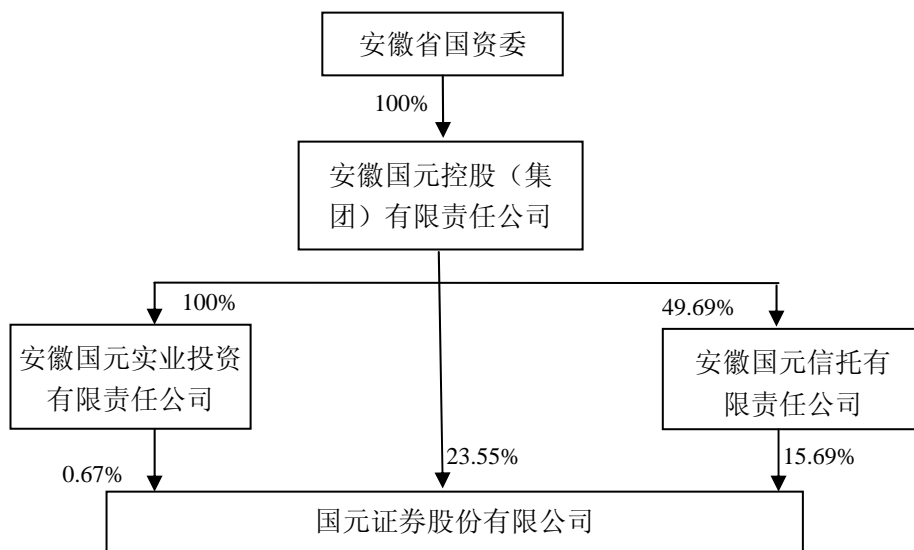 安徽省国资委
100%
安徽国元控股（集
团）有限责任公司
100%
49.69%
安徽国元实业投资
有限责任公司
安徽国元信托有
限责任公司
0.67%
23.55%
15.69%
国元证券股份有限公司